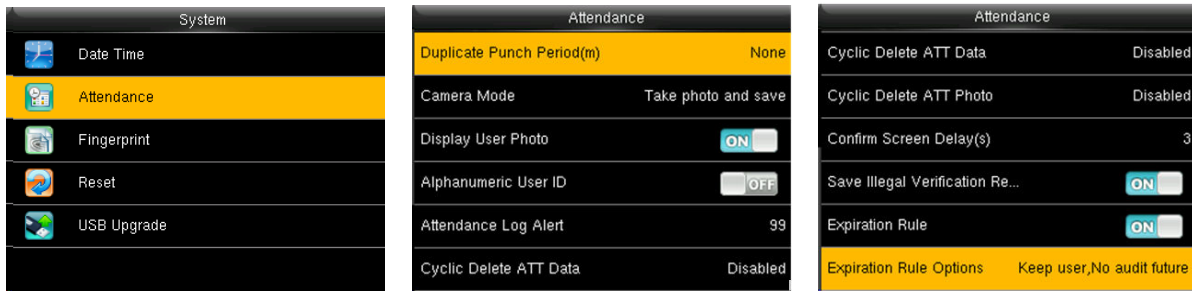 System
Date Time
Attendance
Fingerprint
Reset
USB Upgrade
Attendance
Duplicate Punch Period(m) None
Camera Mode Take photo and save
Display User Photo ON
Alphanumeric User ID OFF
Attendance Log Alert 99
Cyclic Delete ATT Data Disabled
Attendance
Cyclic Delete ATT Data Disabled
Cyclic Delete ATT Photo Disabled
Confirm Screen Delay(s) 3
Save Illegal Verification Re... ON
Expiration Rule ON
Expiration Rule Options Keep user,No audit future